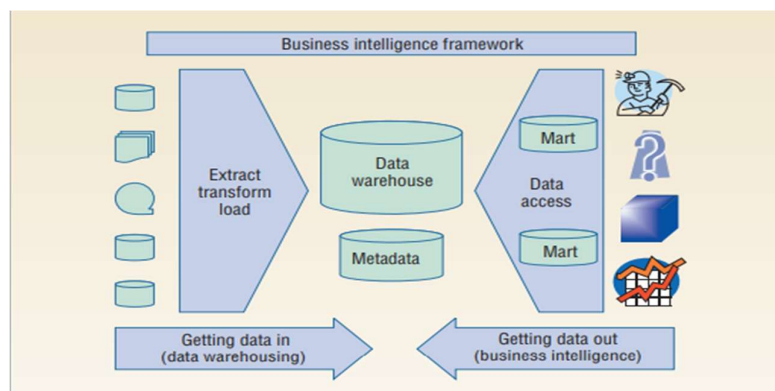 Business intelligence framework
Extract
transform
load
Data
warehouse
Metadata
Mart
Data
access
Mart
Getting data in
(data warehousing)
Getting data out
(business intelligence)